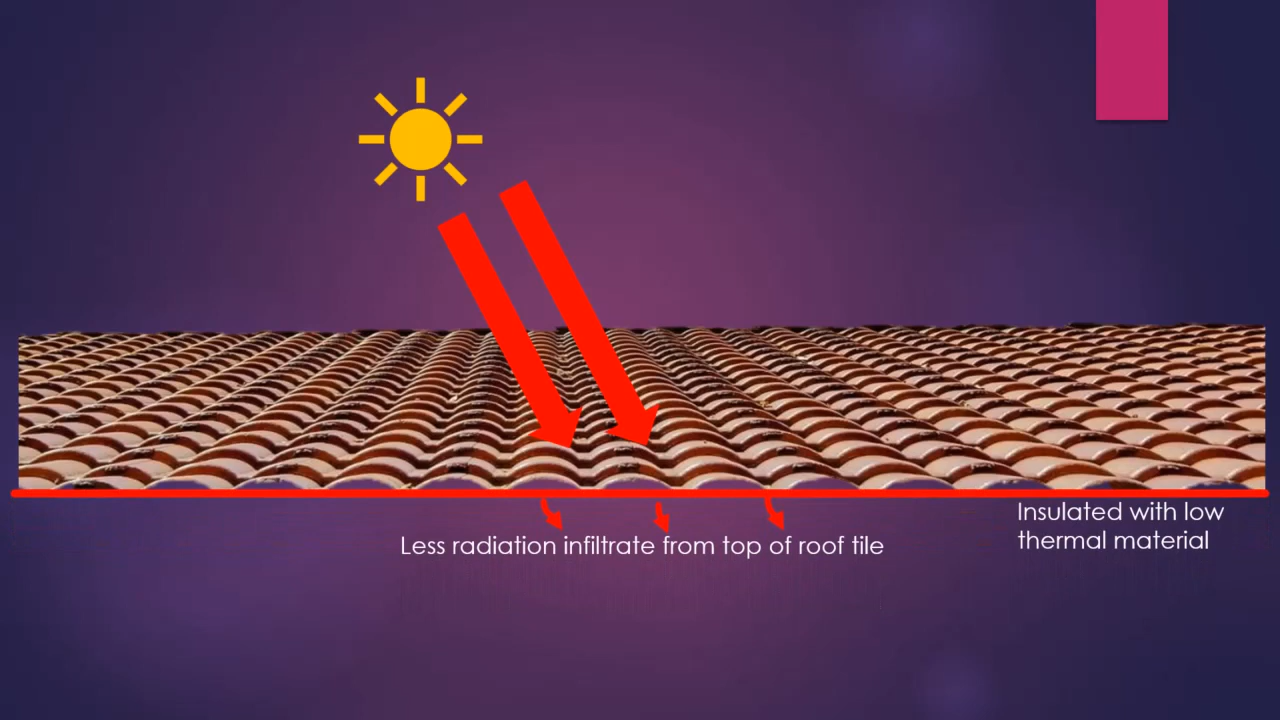 Insulated with low
thermal material
Less radiation infiltrate from top of roof tile